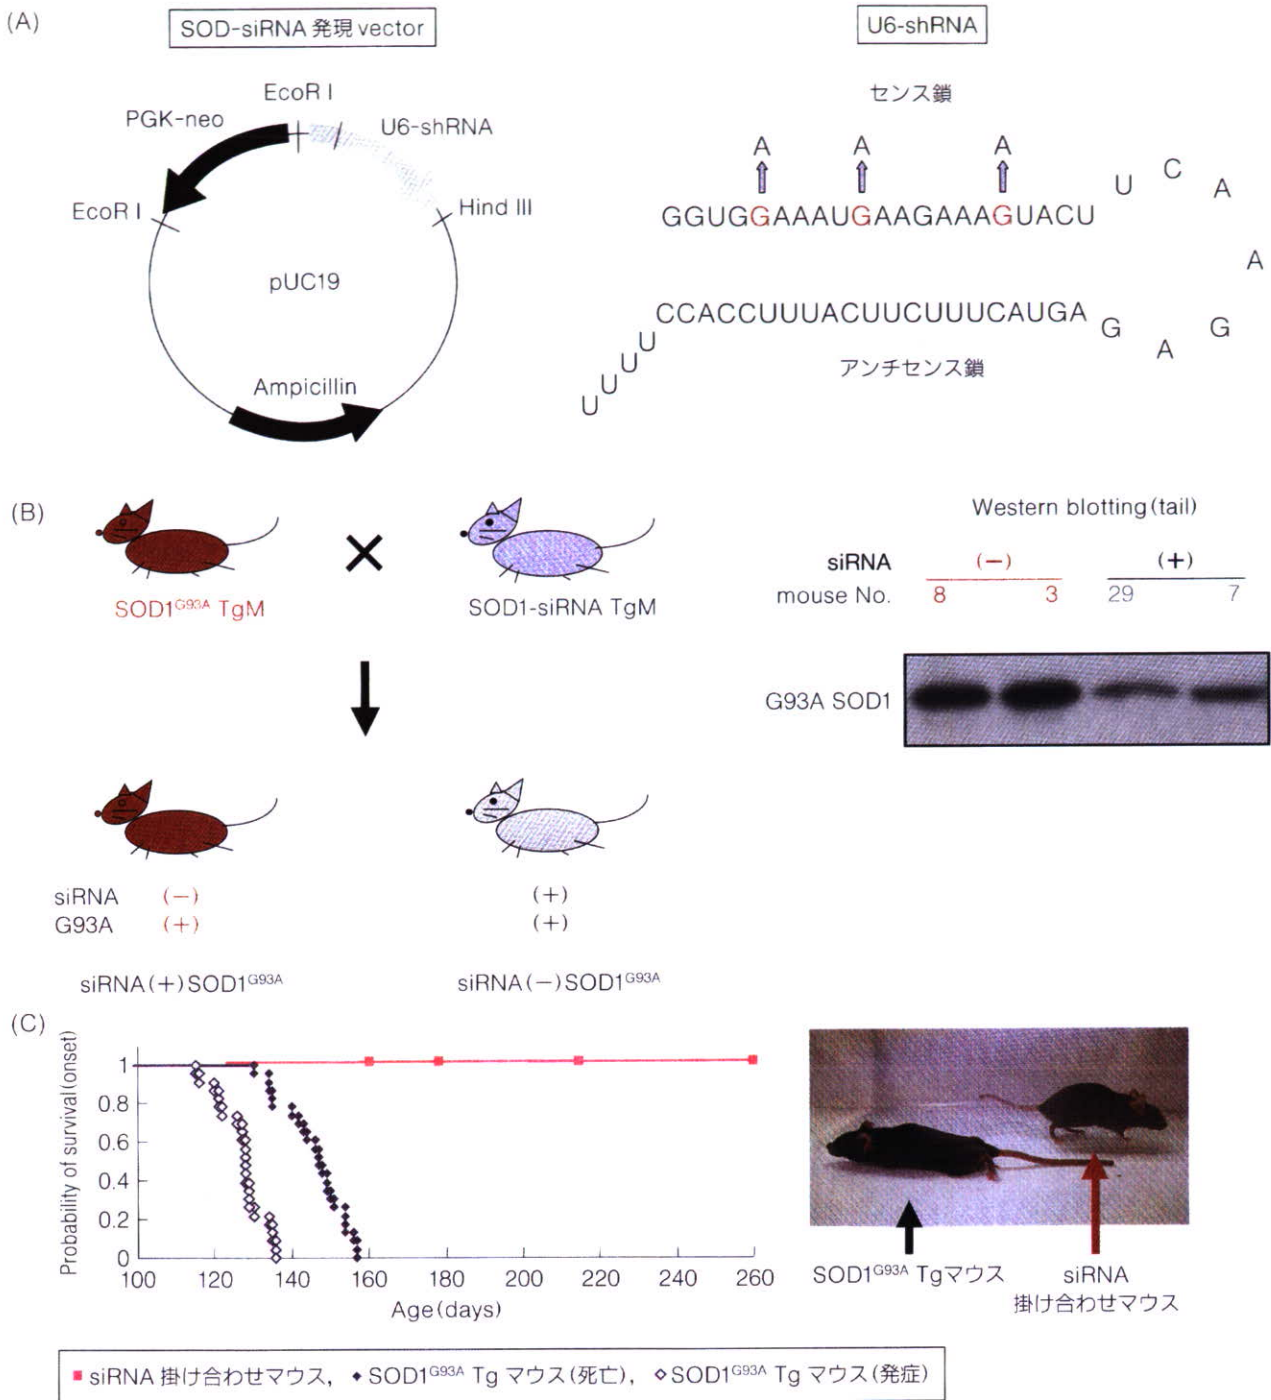 (A)
SOD-siRNA 発現 vector
EcoR I
PGK-neo
U6-shRNA
EcoR I
Hind III
pUC19
Ampicillin
U6-shRNA
センス鎖
A A A
GGUGGAAAUGAAGAAAGUACU
U C A A G A G
CCACCUUUACUUCUUUCAUGA
UUUU
アンチセンス鎖
(B)
SOD1G93A TgM
×
SOD1-siRNA TgM
siRNA (−) (+)
G93A (+) (+)
siRNA(+)SOD1G93A siRNA(−)SOD1G93A
Western blotting(tail)
siRNA (−) (+)
mouse No. 8 3 29 7
G93A SOD1
(C)
Probability of survival(onset)
1
0.8
0.6
0.4
0.2
0
100 120 140 160 180 200 220 240 260
Age(days)
SOD1G93A Tgマウス
siRNA
掛け合わせマウス
siRNA 掛け合わせマウス, SOD1G93A Tg マウス(死亡), SOD1G93A Tg マウス(発症)